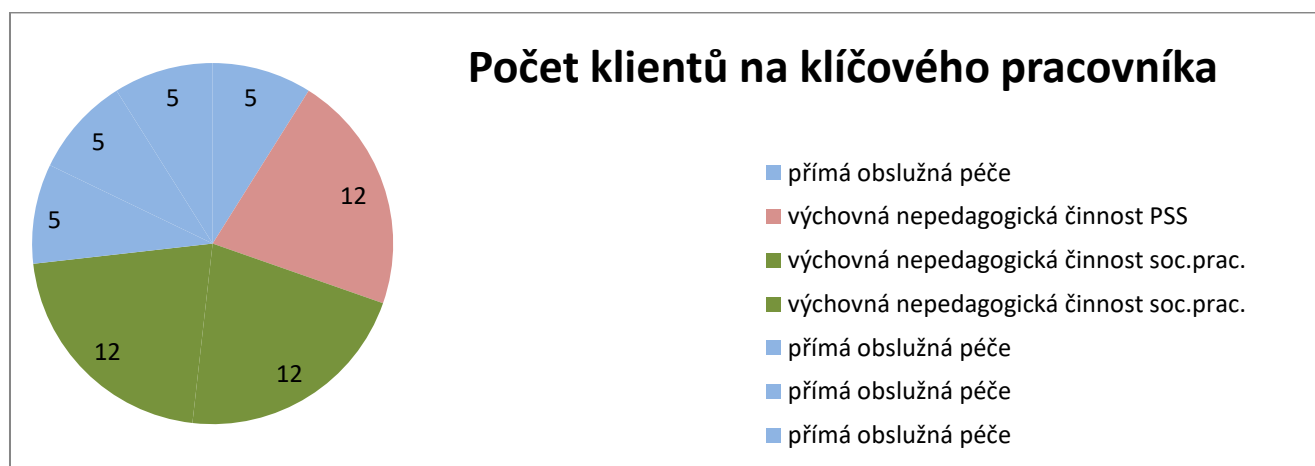 Počet klientů na klíčového pracovníka
5
5
12
12
12
5
5
přímá obslužná péče
výchovná nepedagogická činnost PSS
výchovná nepedagogická činnost soc.prac.
výchovná nepedagogická činnost soc.prac.
přímá obslužná péče
přímá obslužná péče
přímá obslužná péče